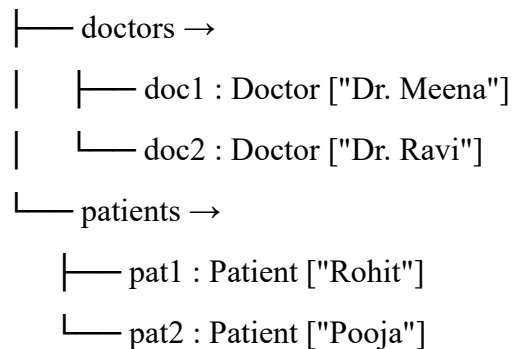 ├── doctors →
│ ├── doc1 : Doctor ["Dr. Meena"]
│ └── doc2 : Doctor ["Dr. Ravi"]
└── patients →
├── pat1 : Patient ["Rohit"]
└── pat2 : Patient ["Pooja"]